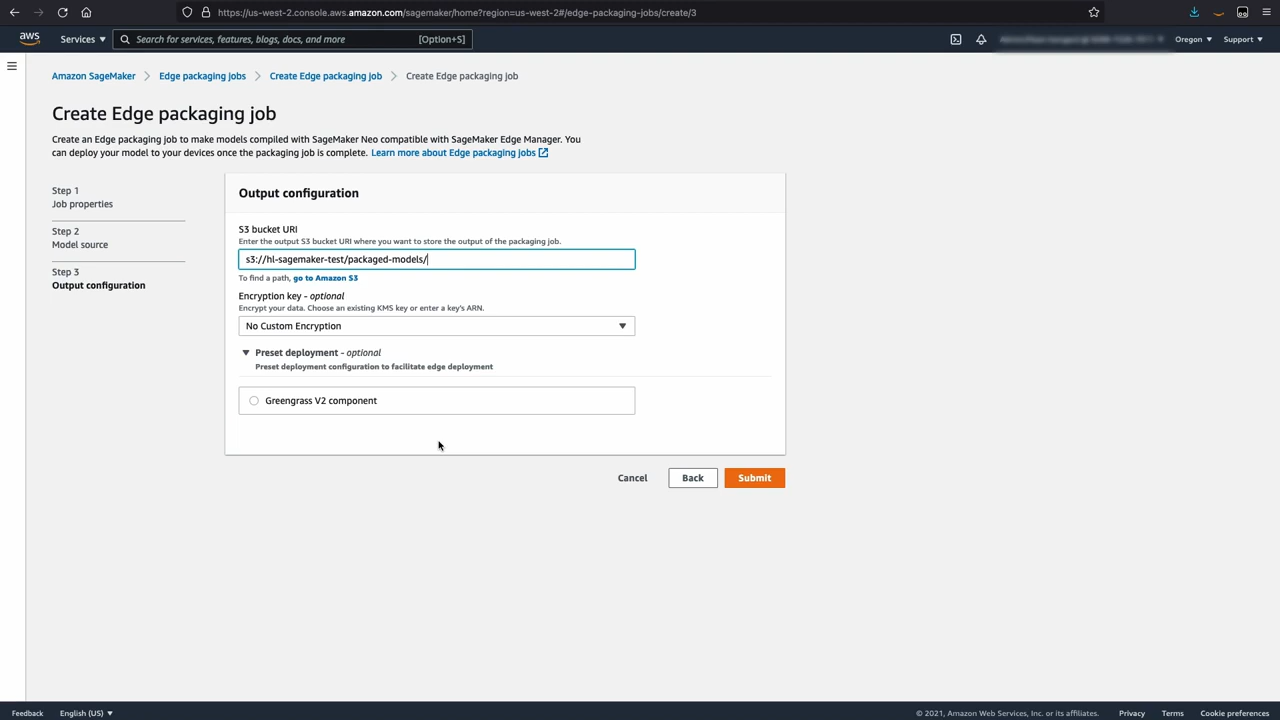 https://us-west-2.console.aws.amazon.com/sagemaker/home?region=us-west-2#/edge-packaging-jobs/create/3
aws
Services
Search for services, features, blogs, docs, and more
[Option+S]
Oregon
Support
Amazon SageMaker
Edge packaging jobs
Create Edge packaging job
Create Edge packaging job
Create Edge packaging job
Create an Edge packaging job to make models compiled with SageMaker Neo compatible with SageMaker Edge Manager. You
can deploy your model to your devices once the packaging job is complete. Learn more about Edge packaging jobs
Step 1
Job properties
Step 2
Model source
Step 3
Output configuration
Output configuration
S3 bucket URI
Enter the output S3 bucket URI where you want to store the output of the packaging job.
s3://hl-sagemaker-test/packaged-models/
To find a path, go to Amazon S3
Encryption key - optional
Encrypt your data. Choose an existing KMS key or enter a key's ARN.
No Custom Encryption
Preset deployment - optional
Preset deployment configuration to facilitate edge deployment
Greengrass V2 component
Cancel
Back
Submit
Feedback
English (US)
© 2021, Amazon Web Services, Inc. or its affiliates.
Privacy
Terms
Cookie preferences